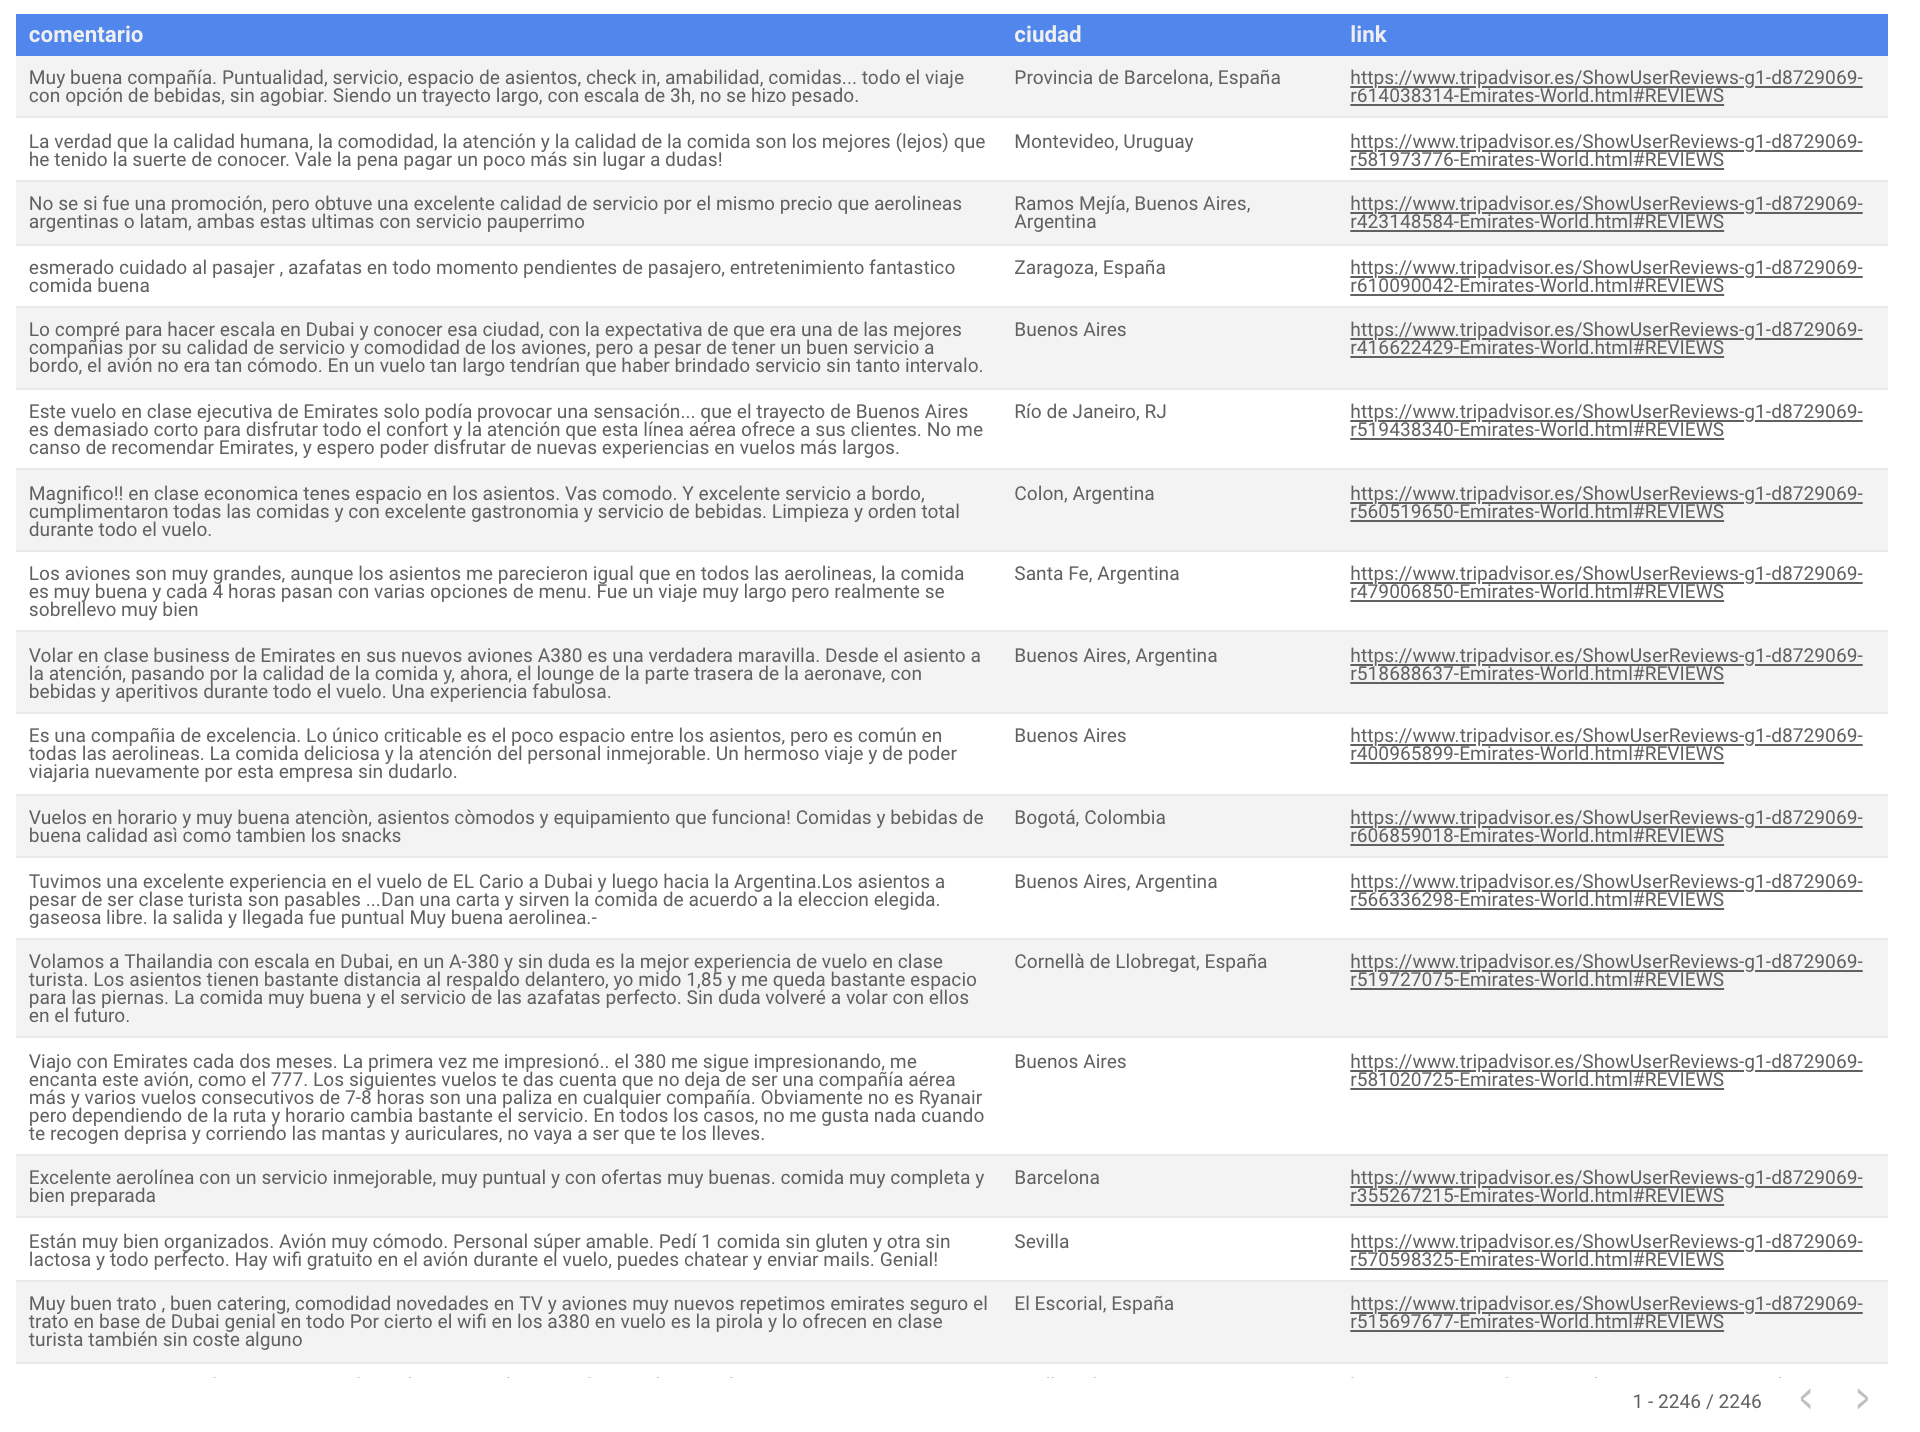 comentario ciudad link
Muy buena compañía. Puntualidad, servicio, espacio de asientos, check in, amabilidad, comidas... todo el viaje
con opción de bebidas, sin agobiar. Siendo un trayecto largo, con escala de 3h, no se hizo pesado.
Provincia de Barcelona, España
https://www.tripadvisor.es/ShowUserReviews-g1-d8729069-
r614038314-Emirates-World.html#REVIEWS
La verdad que la calidad humana, la comodidad, la atención y la calidad de la comida son los mejores (lejos) que
he tenido la suerte de conocer. Vale la pena pagar un poco más sin lugar a dudas!
Montevideo, Uruguay
https://www.tripadvisor.es/ShowUserReviews-g1-d8729069-
r581973776-Emirates-World.html#REVIEWS
No se si fue una promoción, pero obtuve una excelente calidad de servicio por el mismo precio que aerolineas
argentinas o latam, ambas estas ultimas con servicio pauperrimo
Ramos Mejía, Buenos Aires,
Argentina
https://www.tripadvisor.es/ShowUserReviews-g1-d8729069-
r423148584-Emirates-World.html#REVIEWS
esmerado cuidado al pasajer , azafatas en todo momento pendientes de pasajero, entretenimiento fantastico
comida buena
Zaragoza, España
https://www.tripadvisor.es/ShowUserReviews-g1-d8729069-
r610090042-Emirates-World.html#REVIEWS
Lo compré para hacer escala en Dubai y conocer esa ciudad, con la expectativa de que era una de las mejores
compañias por su calidad de servicio y comodidad de los aviones, pero a pesar de tener un buen servicio a
bordo, el avión no era tan cómodo. En un vuelo tan largo tendrían que haber brindado servicio sin tanto intervalo.
Buenos Aires
https://www.tripadvisor.es/ShowUserReviews-g1-d8729069-
r416622429-Emirates-World.html#REVIEWS
Este vuelo en clase ejecutiva de Emirates solo podía provocar una sensación... que el trayecto de Buenos Aires
es demasiado corto para disfrutar todo el confort y la atención que esta línea aérea ofrece a sus clientes. No me
canso de recomendar Emirates, y espero poder disfrutar de nuevas experiencias en vuelos más largos.
Río de Janeiro, RJ
https://www.tripadvisor.es/ShowUserReviews-g1-d8729069-
r519438340-Emirates-World.html#REVIEWS
Magnifico!! en clase economica tenes espacio en los asientos. Vas comodo. Y excelente servicio a bordo,
cumplimentaron todas las comidas y con excelente gastronomia y servicio de bebidas. Limpieza y orden total
durante todo el vuelo.
Colon, Argentina
https://www.tripadvisor.es/ShowUserReviews-g1-d8729069-
r560519650-Emirates-World.html#REVIEWS
Los aviones son muy grandes, aunque los asientos me parecieron igual que en todos las aerolineas, la comida
es muy buena y cada 4 horas pasan con varias opciones de menu. Fue un viaje muy largo pero realmente se
sobrellevo muy bien
Santa Fe, Argentina
https://www.tripadvisor.es/ShowUserReviews-g1-d8729069-
r479006850-Emirates-World.html#REVIEWS
Volar en clase business de Emirates en sus nuevos aviones A380 es una verdadera maravilla. Desde el asiento a
la atención, pasando por la calidad de la comida y, ahora, el lounge de la parte trasera de la aeronave, con
bebidas y aperitivos durante todo el vuelo. Una experiencia fabulosa.
Buenos Aires, Argentina
https://www.tripadvisor.es/ShowUserReviews-g1-d8729069-
r518688637-Emirates-World.html#REVIEWS
Es una compañia de excelencia. Lo único criticable es el poco espacio entre los asientos, pero es común en
todas las aerolineas. La comida deliciosa y la atención del personal inmejorable. Un hermoso viaje y de poder
viajaria nuevamente por esta empresa sin dudarlo.
Buenos Aires
https://www.tripadvisor.es/ShowUserReviews-g1-d8729069-
r400965899-Emirates-World.html#REVIEWS
Vuelos en horario y muy buena atenciòn, asientos còmodos y equipamiento que funciona! Comidas y bebidas de
buena calidad asì como tambien los snacks
Bogotá, Colombia
https://www.tripadvisor.es/ShowUserReviews-g1-d8729069-
r606859018-Emirates-World.html#REVIEWS
Tuvimos una excelente experiencia en el vuelo de EL Cario a Dubai y luego hacia la Argentina.Los asientos a
pesar de ser clase turista son pasables ...Dan una carta y sirven la comida de acuerdo a la eleccion elegida.
gaseosa libre. la salida y llegada fue puntual Muy buena aerolinea.-
Buenos Aires, Argentina
https://www.tripadvisor.es/ShowUserReviews-g1-d8729069-
r566336298-Emirates-World.html#REVIEWS
Volamos a Thailandia con escala en Dubai, en un A-380 y sin duda es la mejor experiencia de vuelo en clase
turista. Los asientos tienen bastante distancia al respaldo delantero, yo mido 1,85 y me queda bastante espacio
para las piernas. La comida muy buena y el servicio de las azafatas perfecto. Sin duda volveré a volar con ellos
en el futuro.
Cornellà de Llobregat, España
https://www.tripadvisor.es/ShowUserReviews-g1-d8729069-
r519727075-Emirates-World.html#REVIEWS
Viajo con Emirates cada dos meses. La primera vez me impresionó.. el 380 me sigue impresionando, me
encanta este avión, como el 777. Los siguientes vuelos te das cuenta que no deja de ser una compañía aérea
más y varios vuelos consecutivos de 7-8 horas son una paliza en cualquier compañía. Obviamente no es Ryanair
pero dependiendo de la ruta y horario cambia bastante el servicio. En todos los casos, no me gusta nada cuando
te recogen deprisa y corriendo las mantas y auriculares, no vaya a ser que te los lleves.
Buenos Aires
https://www.tripadvisor.es/ShowUserReviews-g1-d8729069-
r581020725-Emirates-World.html#REVIEWS
Excelente aerolínea con un servicio inmejorable, muy puntual y con ofertas muy buenas. comida muy completa y
bien preparada
Barcelona
https://www.tripadvisor.es/ShowUserReviews-g1-d8729069-
r355267215-Emirates-World.html#REVIEWS
Están muy bien organizados. Avión muy cómodo. Personal súper amable. Pedí 1 comida sin gluten y otra sin
lactosa y todo perfecto. Hay wifi gratuito en el avión durante el vuelo, puedes chatear y enviar mails. Genial!
Sevilla
https://www.tripadvisor.es/ShowUserReviews-g1-d8729069-
r570598325-Emirates-World.html#REVIEWS
Muy buen trato , buen catering, comodidad novedades en TV y aviones muy nuevos repetimos emirates seguro el
trato en base de Dubai genial en todo Por cierto el wifi en los a380 en vuelo es la pirola y lo ofrecen en clase
turista también sin coste alguno
El Escorial, España
https://www.tripadvisor.es/ShowUserReviews-g1-d8729069-
r515697677-Emirates-World.html#REVIEWS
1 - 2246 / 2246